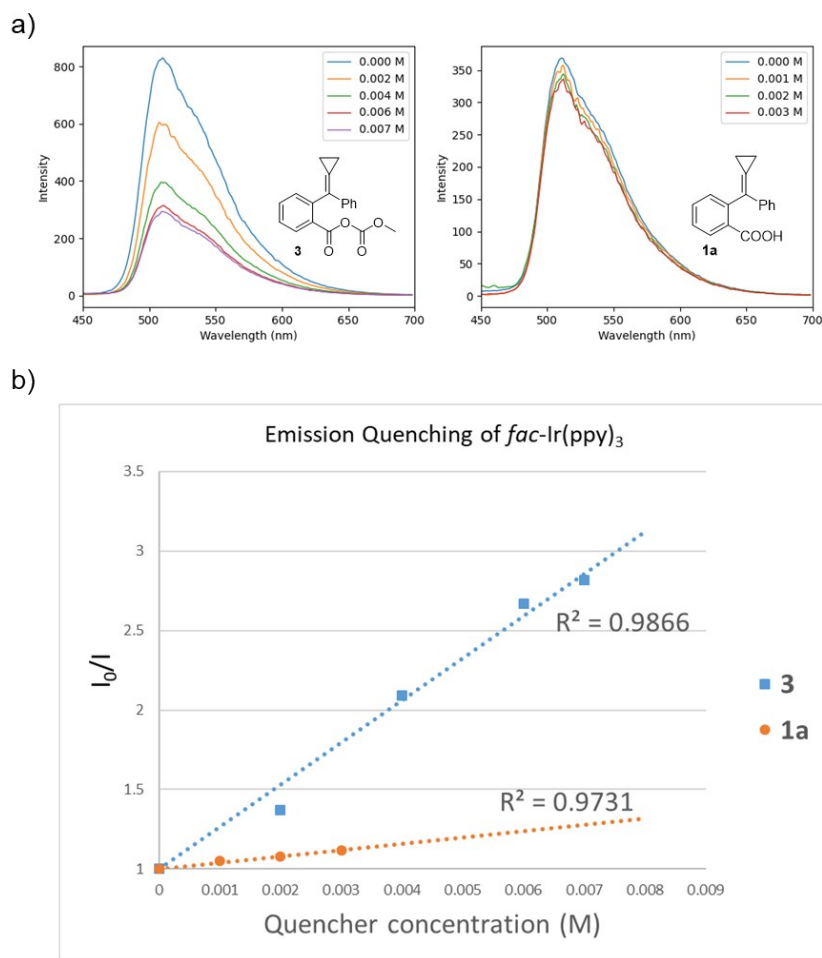 a)
800
600
400
200
0
450
500
550
600
650
700
Intensity
Wavelength (nm)
0.000 M
0.002 M
0.004 M
0.006 M
0.007 M
Ph
O
O
O
O
3
350
300
250
200
150
100
50
0
450
500
550
600
650
700
Intensity
Wavelength (nm)
0.000 M
0.001 M
0.002 M
0.003 M
Ph
COOH
1a
b)
Emission Quenching of fac-Ir(ppy)₃
3.5
3
2.5
2
1.5
1
I₀/I
R² = 0.9866
R² = 0.9731
3
1a
0
0.001
0.002
0.003
0.004
0.005
0.006
0.007
0.008
0.009
Quencher concentration (M)